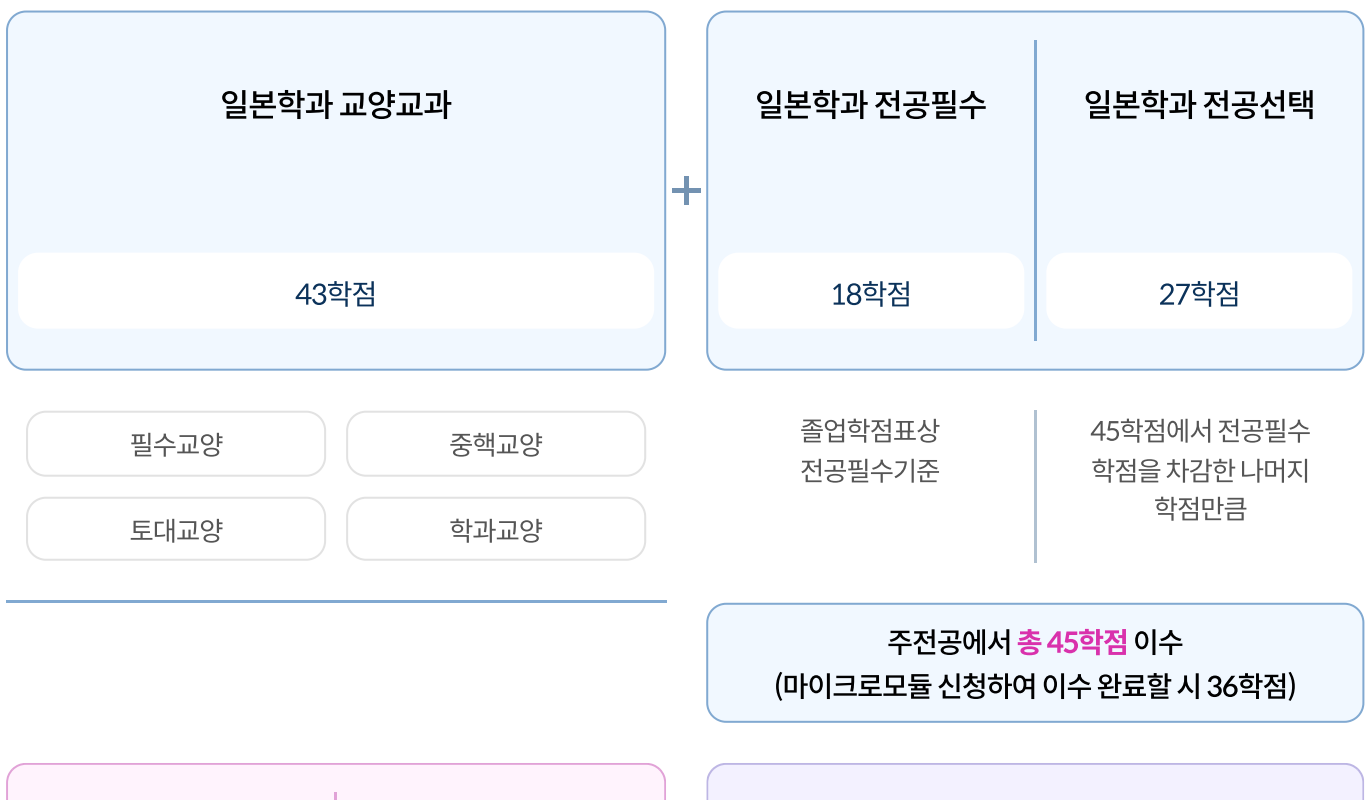 일본학과 교양교과
43학점
필수교양
중핵교양
토대교양
학과교양
+
일본학과 전공필수
18학점
일본학과 전공선택
27학점
졸업학점표상
전공필수기준
45학점에서 전공필수
학점을 차감한 나머지
학점만큼
주전공에서 총 45학점 이수
(마이크로모듈 신청하여 이수 완료할 시 36학점)